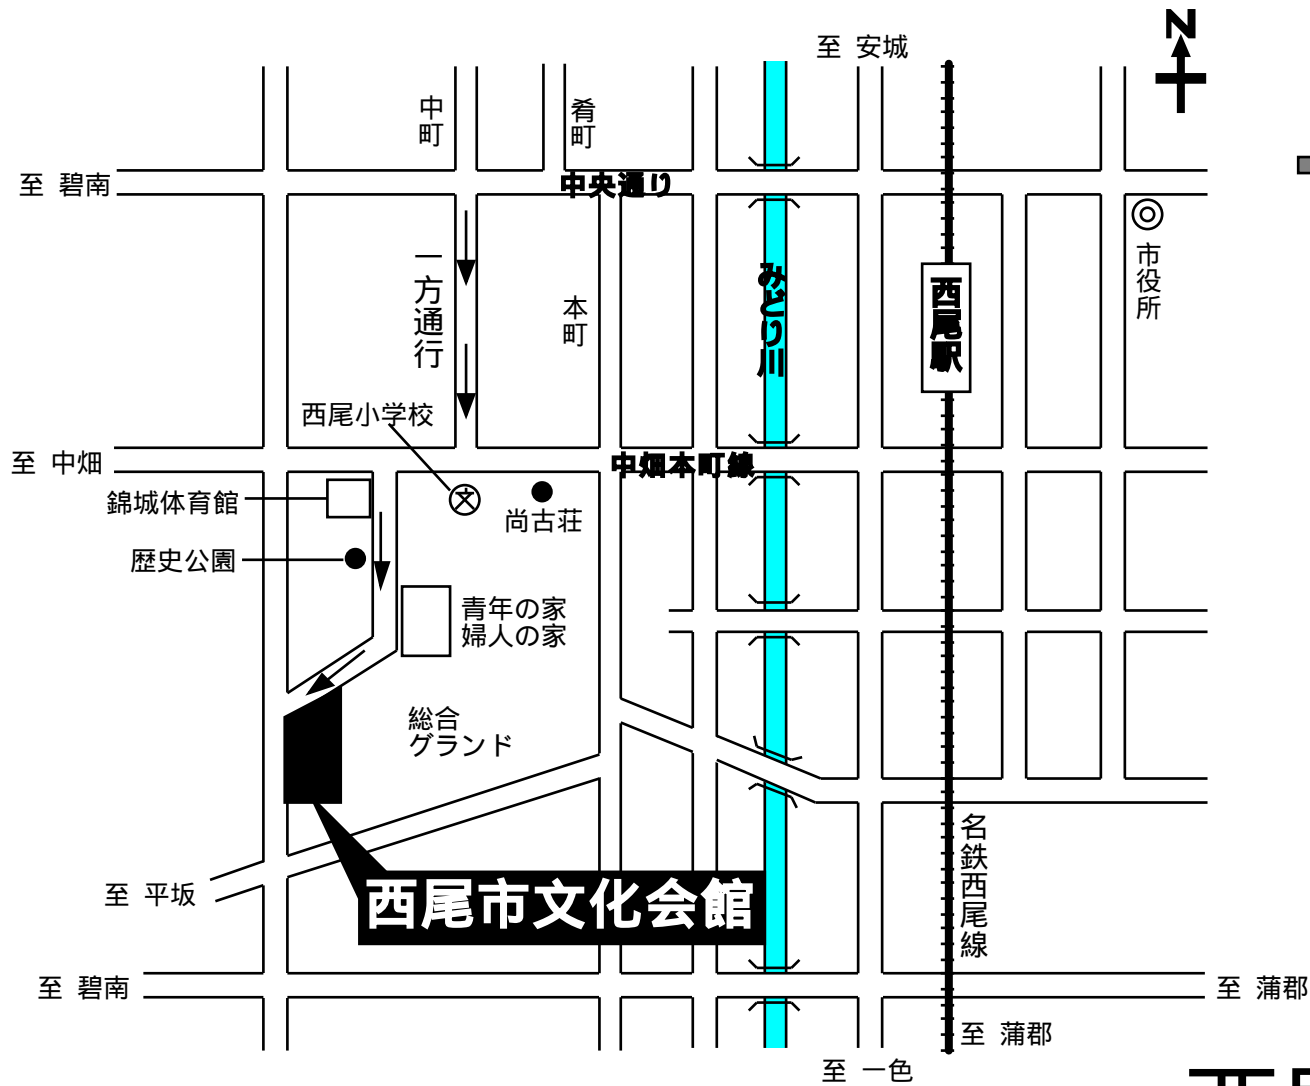 N
至 安城
中町
肴町
至 碧南
中央通り
一方通行
本町
みどり川
西尾駅
市役所
西尾小学校
至 中畑
中畑本町線
錦城体育館
尚古荘
歴史公園
青年の家
婦人の家
総合
グランド
名鉄西尾線
至 平坂
西尾市文化会館
至 碧南
至 蒲郡
至 蒲郡
至 一色